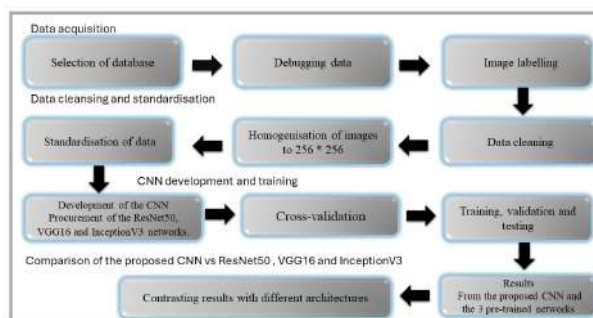 Data acquisition
Selection of database
Debugging data
Image labelling
Data cleansing and standardisation
Standardisation of data
Homogenisation of images
to 256 * 256
Data cleaning
CNN development and training
Development of the CNN
Procurement of the ResNet50,
VGG16 and InceptionV3 networks.
Cross-validation
Training, validation and
testing
Comparison of the proposed CNN vs ResNet50 , VGG16 and InceptionV3
Contrasting results with different architectures
Results
From the proposed CNN and
the 3 pre-trained networks